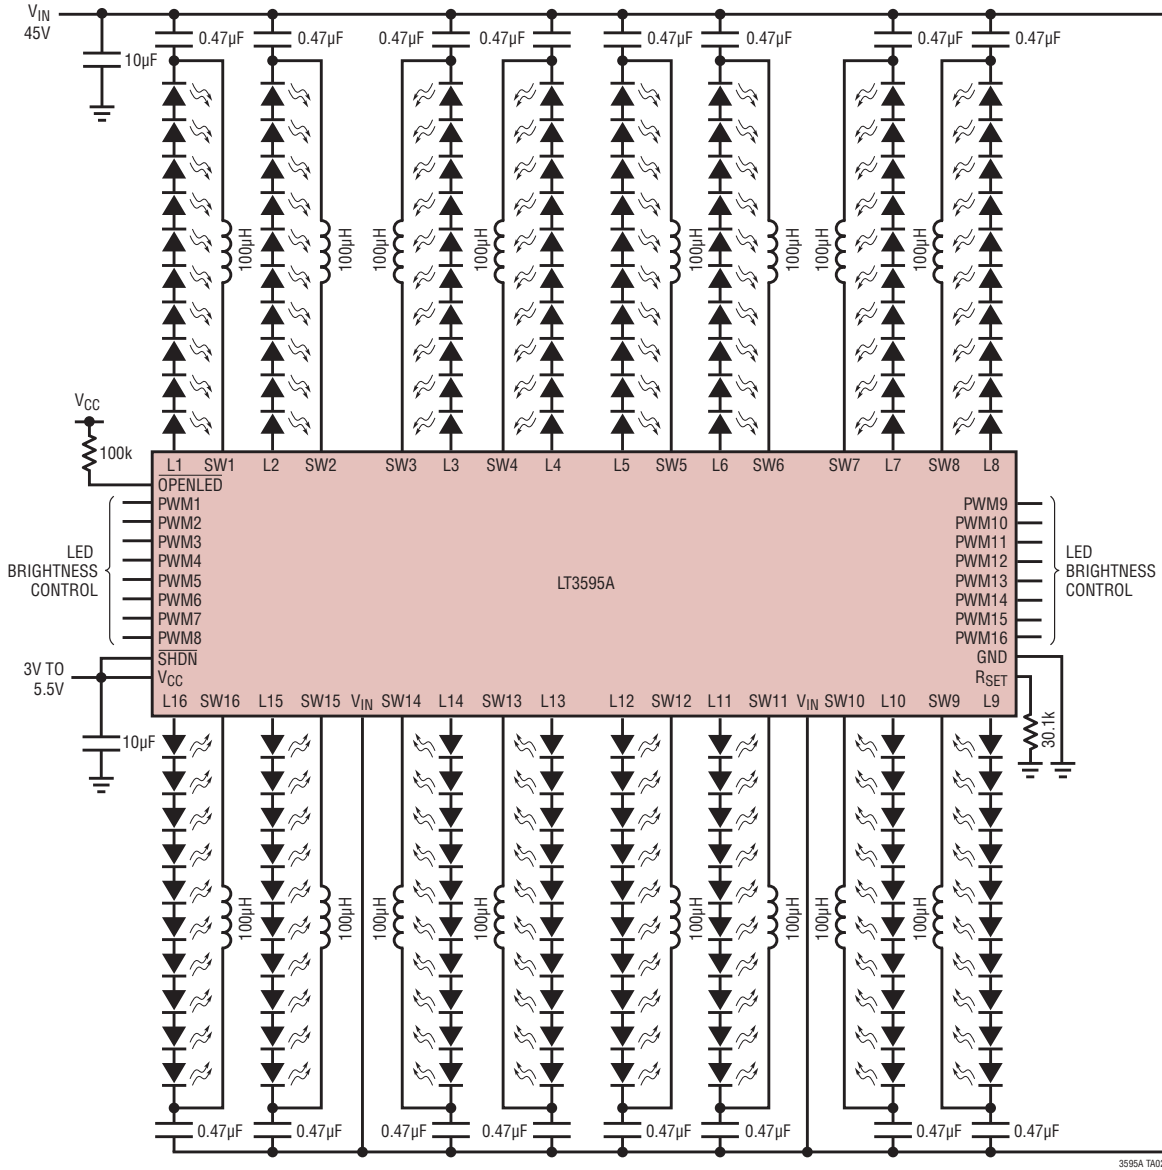 VIN
45V
10µF
0.47µF 0.47µF 0.47µF 0.47µF 0.47µF 0.47µF 0.47µF 0.47µF
100µH 100µH 100µH 100µH 100µH 100µH 100µH 100µH
VCC
100k
L1 SW1 L2 SW2 SW3 L3 SW4 L4 L5 SW5 L6 SW6 SW7 L7 SW8 L8
OPENLED
PWM1
PWM2
PWM3
PWM4
PWM5
PWM6
PWM7
PWM8
SHDN
VCC
LED
BRIGHTNESS
CONTROL
3V TO
5.5V
10µF
LT3595A
PWM9
PWM10
PWM11
PWM12
PWM13
PWM14
PWM15
PWM16
GND
RSET
LED
BRIGHTNESS
CONTROL
30.1k
L16 SW16 L15 SW15 VIN SW14 L14 SW13 L13 L12 SW12 L11 SW11 VIN SW10 L10 SW9 L9
100µH 100µH 100µH 100µH 100µH 100µH 100µH 100µH
0.47µF 0.47µF 0.47µF 0.47µF 0.47µF 0.47µF 0.47µF 0.47µF
3595A